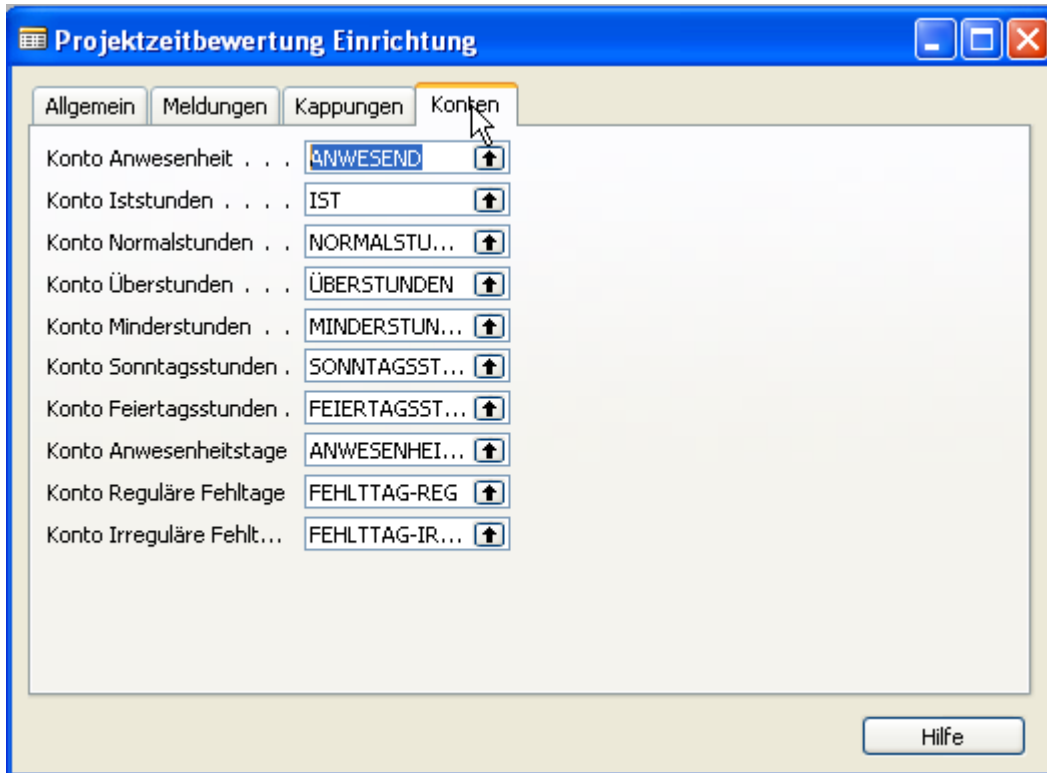 Projektzeitbewertung Einrichtung
Allgemein Meldungen Kappungen Konten
Konto Anwesenheit . . . ANWESEND
Konto Iststunden . . . . IST
Konto Normalstunden . . NORMALSTU...
Konto Überstunden . . . ÜBERSTUNDEN
Konto Minderstunden . . MINDERSTUN...
Konto Sonntagsstunden . SONNTAGSST...
Konto Feiertagsstunden . FEIERTAGSST...
Konto Anwesenheitstage ANWESENHEI...
Konto Reguläre Fehltage FEHLTTAG-REG
Konto Irreguläre Fehlt... FEHLTTAG-IR...
Hilfe